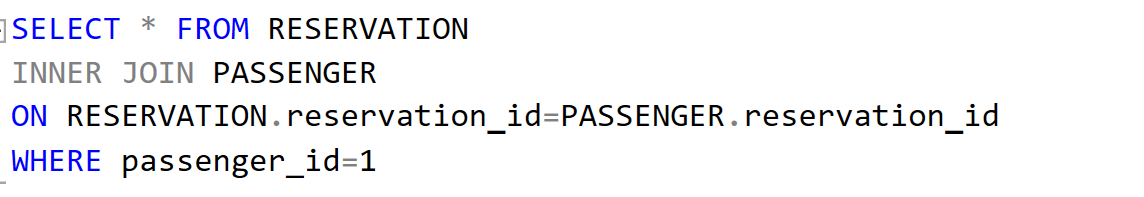 SELECT * FROM RESERVATION
INNER JOIN PASSENGER
ON RESERVATION.reservation_id=PASSENGER.reservation_id
WHERE passenger_id=1